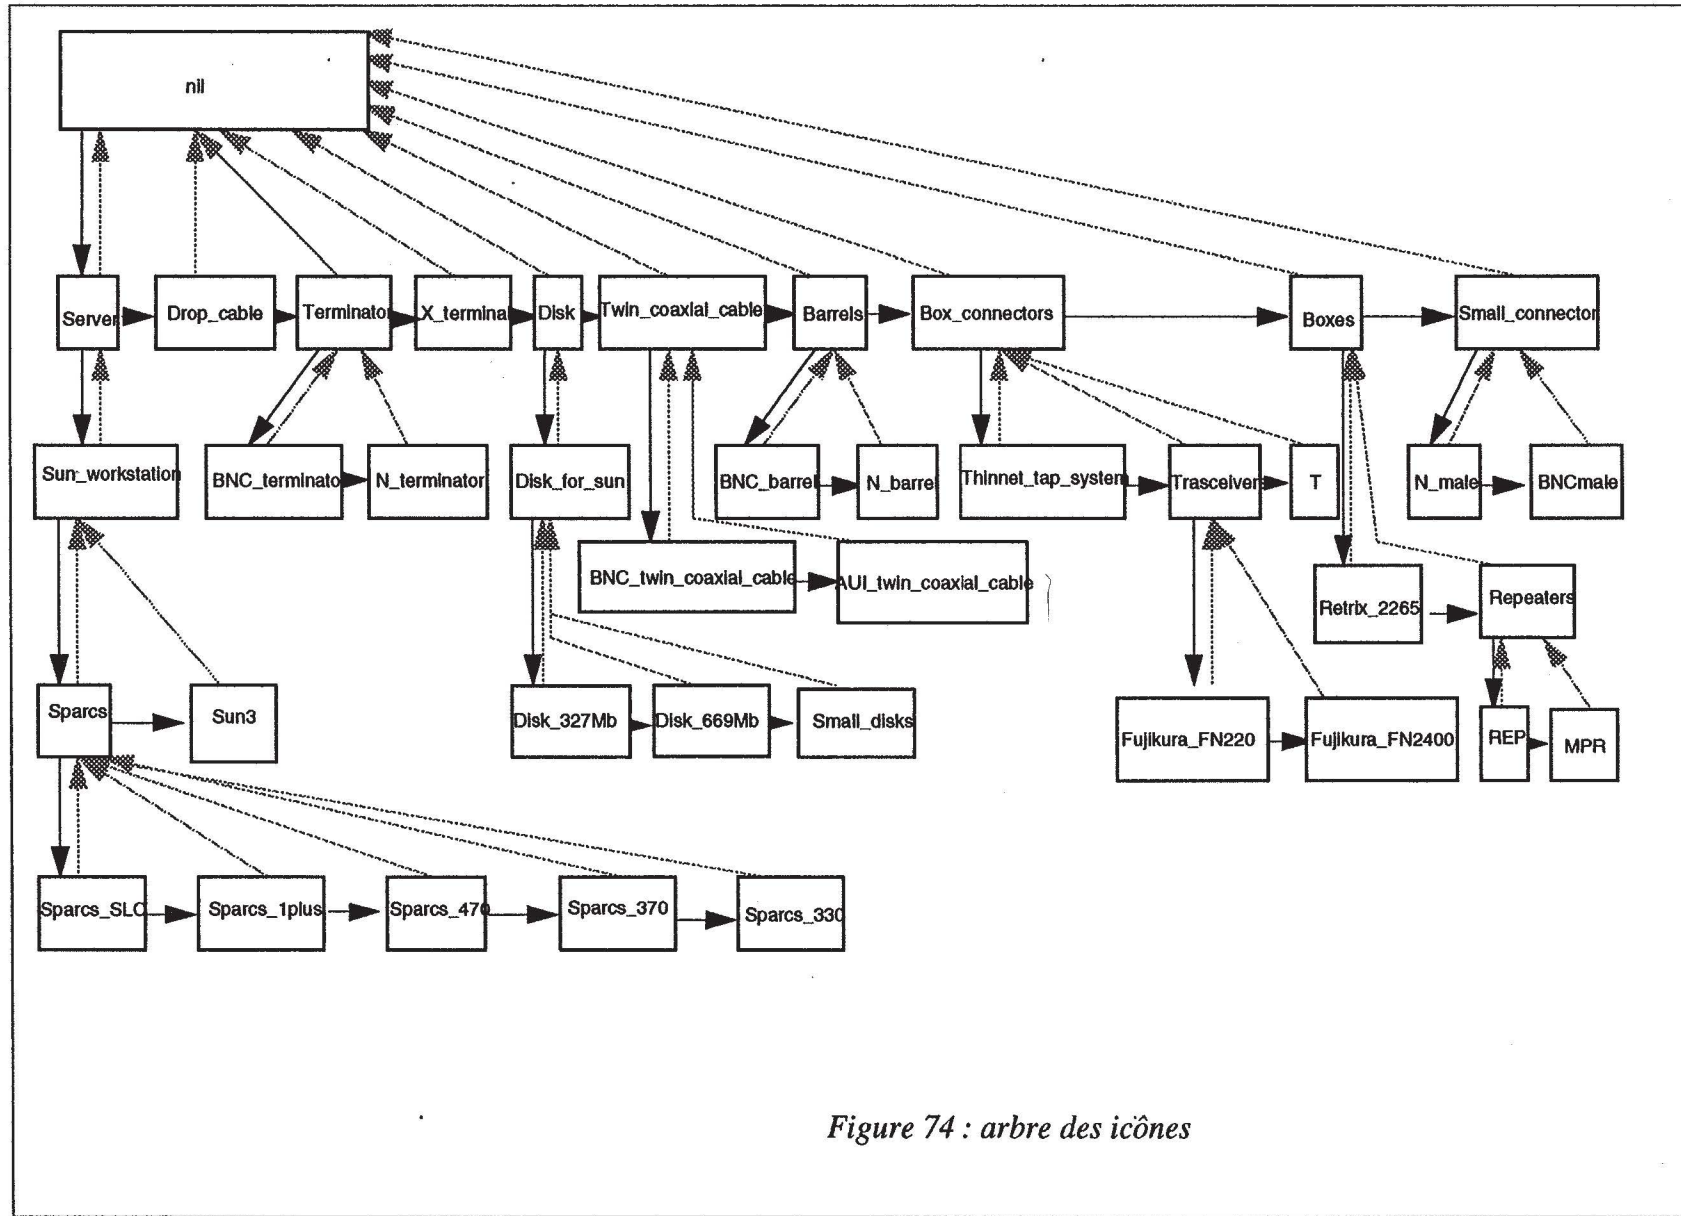 nil
Server
Drop_cable
Terminator
X_terminal
Disk
Twin_coaxial_cable
Barrels
Box_connectors
Boxes
Small_connector
Sun_workstation
BNC_terminato
N_terminator
Disk_for_sun
BNC_barrel
N_barrel
Thinnet_tap_system
Trasceivers
T
N_male
BNCmale
BNC_twin_coaxial_cable
AUI_twin_coaxial_cable
Retrix_2265
Repeaters
Sparcs
Sun3
Disk_327Mb
Disk_669Mb
Small_disks
Fujikura_FN220
Fujikura_FN2400
REP
MPR
Sparcs_SLC
Sparcs_1plus
Sparcs_470
Sparcs_370
Sparcs_330
Figure 74 : arbre des icônes